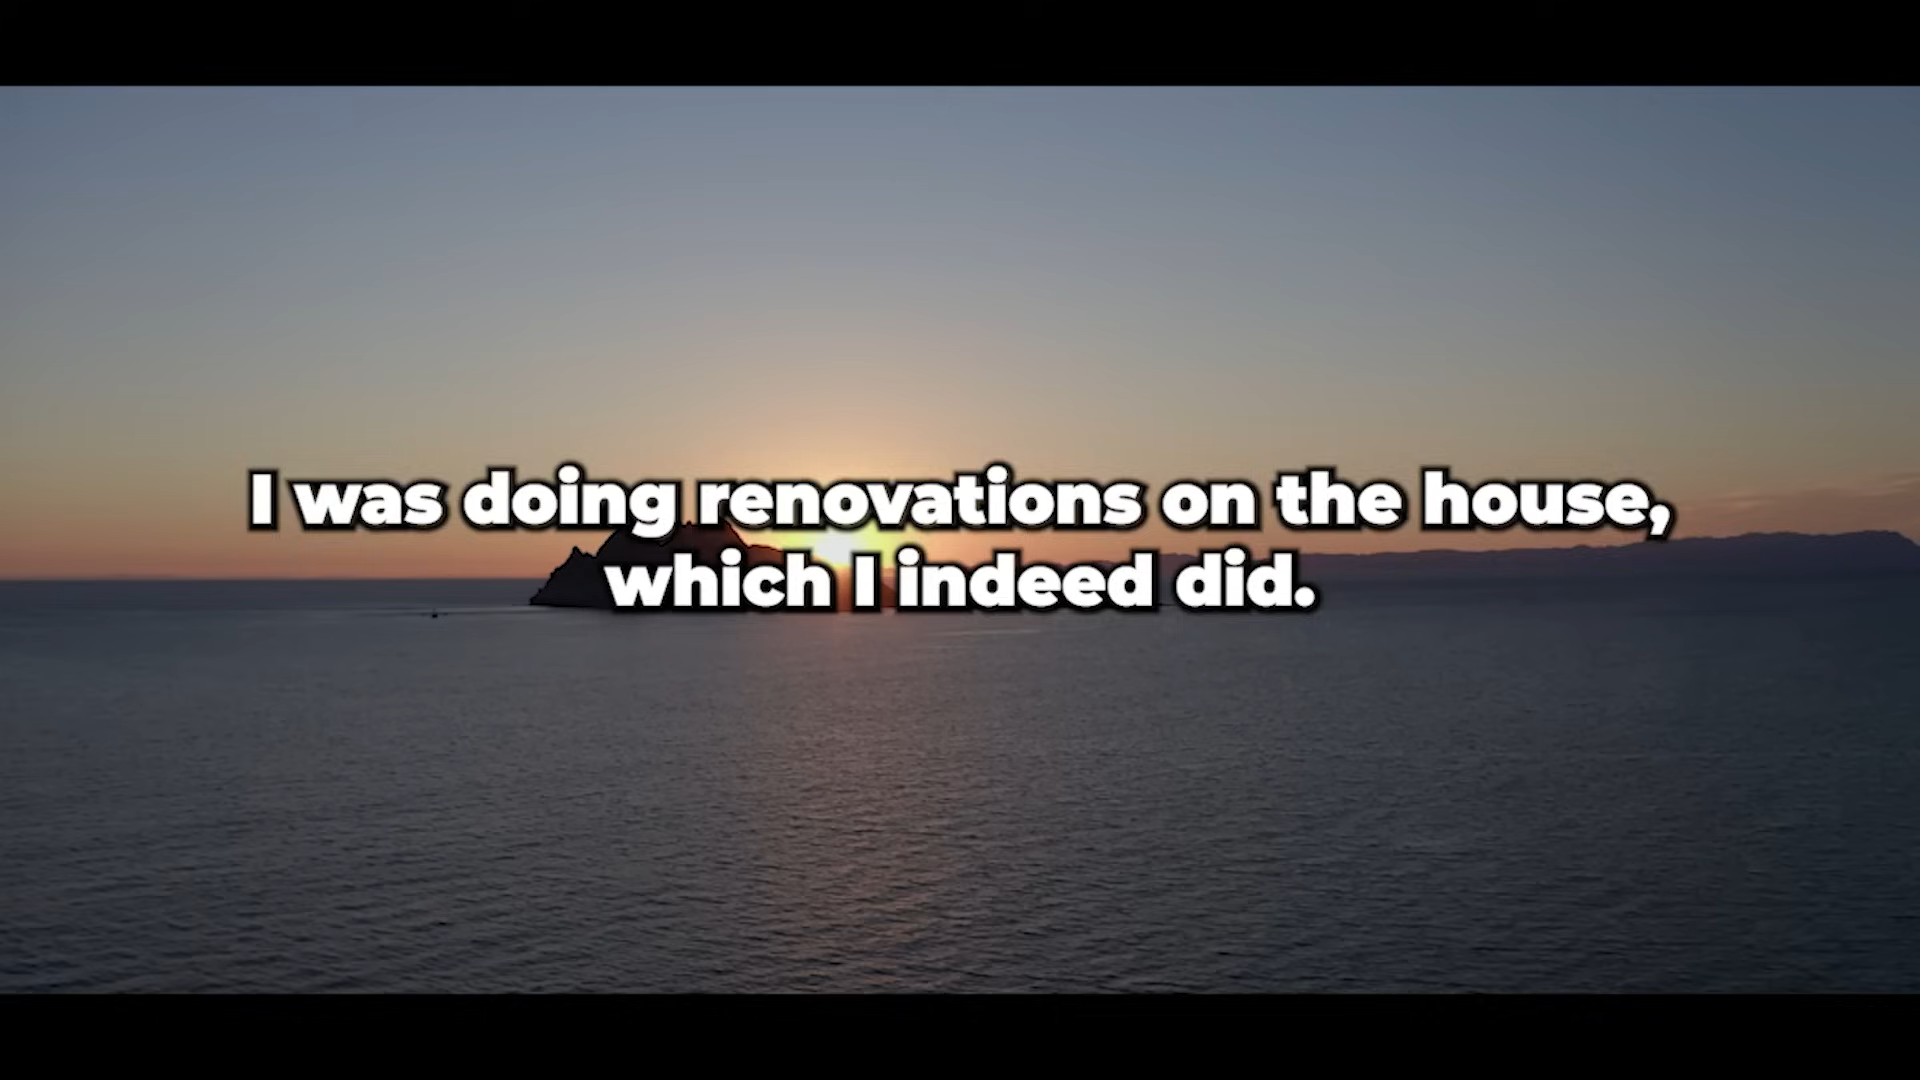 I was doing renovations on the house,
which I indeed did.